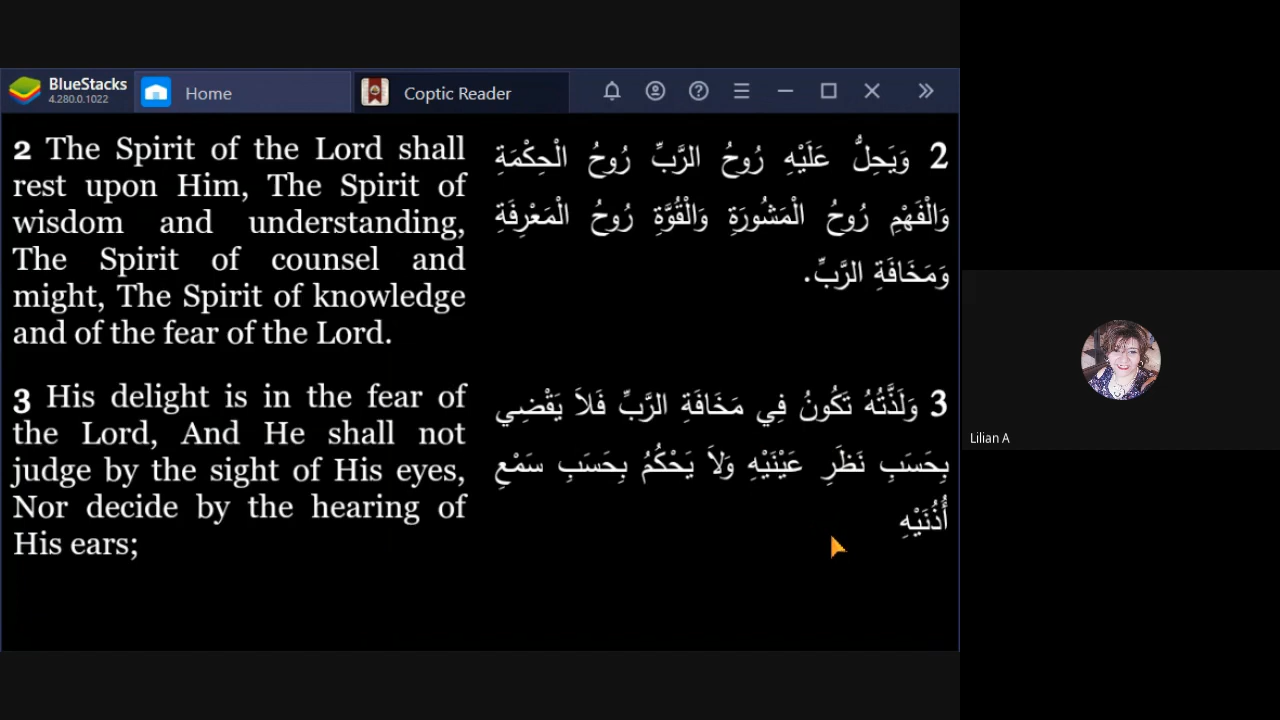 BlueStacks
4.280.0.1022
Home
Coptic Reader
2 The Spirit of the Lord shall
rest upon Him, The Spirit of
wisdom and understanding,
The Spirit of counsel and
might, The Spirit of knowledge
and of the fear of the Lord.
2 وَيَحِلُّ عَلَيْهِ رُوحُ الرَّبِّ رُوحُ الْحِكْمَةِ
وَالْفَهْمِ رُوحُ الْمَشُورَةِ وَالْقُوَّةِ رُوحُ الْمَعْرِفَةِ
وَمَخَافَةِ الرَّبِّ.
3 His delight is in the fear of
the Lord, And He shall not
judge by the sight of His eyes,
Nor decide by the hearing of
His ears;
3 وَلَذَّتُهُ تَكُونُ فِي مَخَافَةِ الرَّبِّ فَلاَ يَقْضِي
بِحَسَبِ نَظَرِ عَيْنَيْهِ وَلاَ يَحْكُمُ بِحَسَبِ سَمْعِ
أُذُنَيْهِ
Lilian A